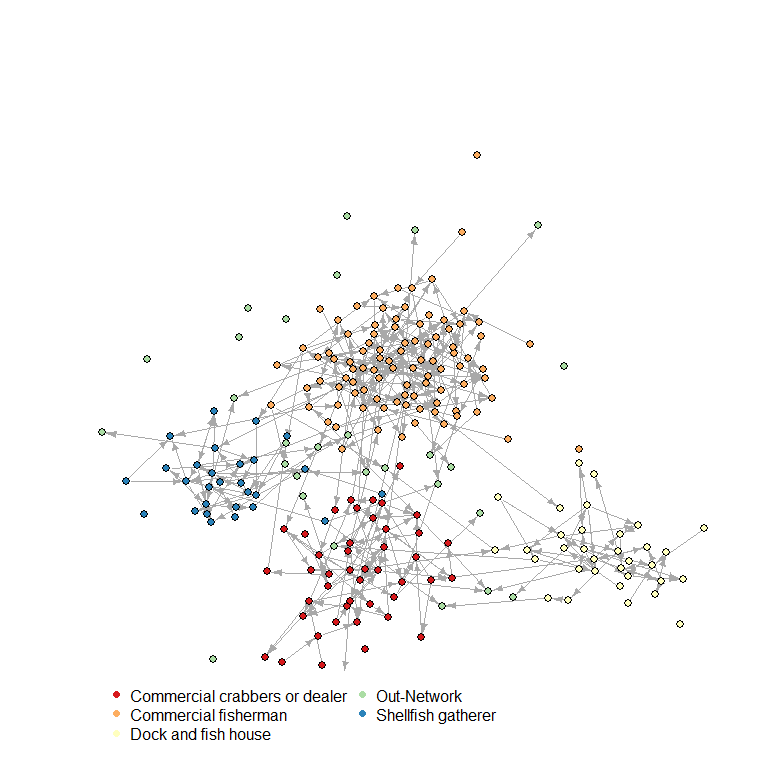 Commercial crabbers or dealer
Commercial fisherman
Dock and fish house
Out-Network
Shellfish gatherer